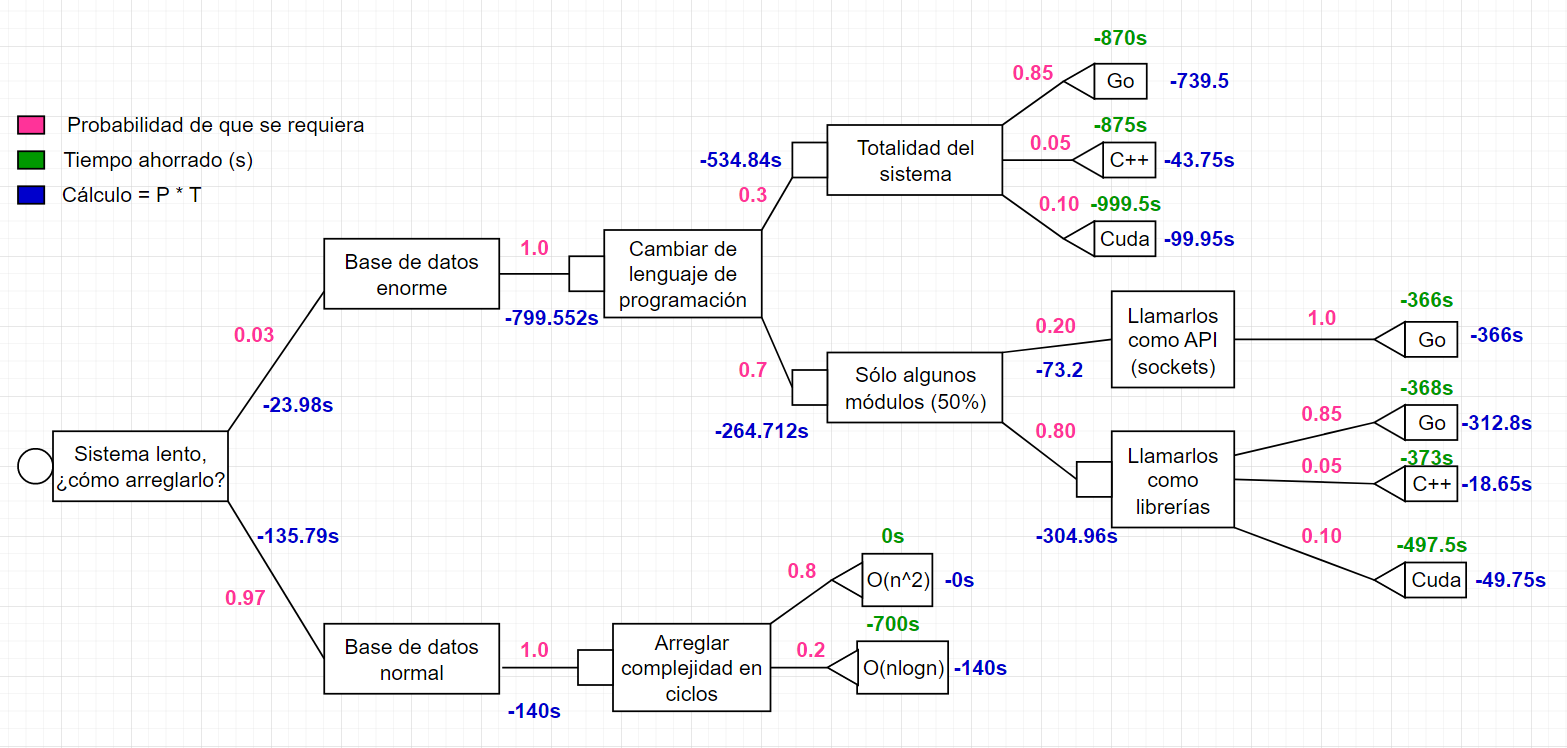 -870s
0.85
Go
-739.5
Probabilidad de que se requiera
-875s
Tiempo ahorrado (s)
-534.84s
Totalidad del
sistema
0.05
C++
-43.75s
Cálculo = P * T
0.3
0.10
-999.5s
Cuda
-99.95s
Base de datos
enorme
1.0
-799.552s
Cambiar de
lenguaje de
programación
0.03
-23.98s
0.7
-264.712s
Sólo algunos
módulos (50%)
0.20
-73.2
Llamarlos
como API
(sockets)
1.0
-366s
Go
-366s
0.80
-304.96s
Llamarlos
como
librerías
0.85
-368s
Go
-312.8s
0.05
-373s
C++
-18.65s
0.10
-497.5s
Cuda
-49.75s
Sistema lento,
¿cómo arreglarlo?
-135.79s
0.97
Base de datos
normal
1.0
-140s
Arreglar
complejidad en
ciclos
0.8
0s
O(n^2)
-0s
0.2
-700s
O(nlogn)
-140s